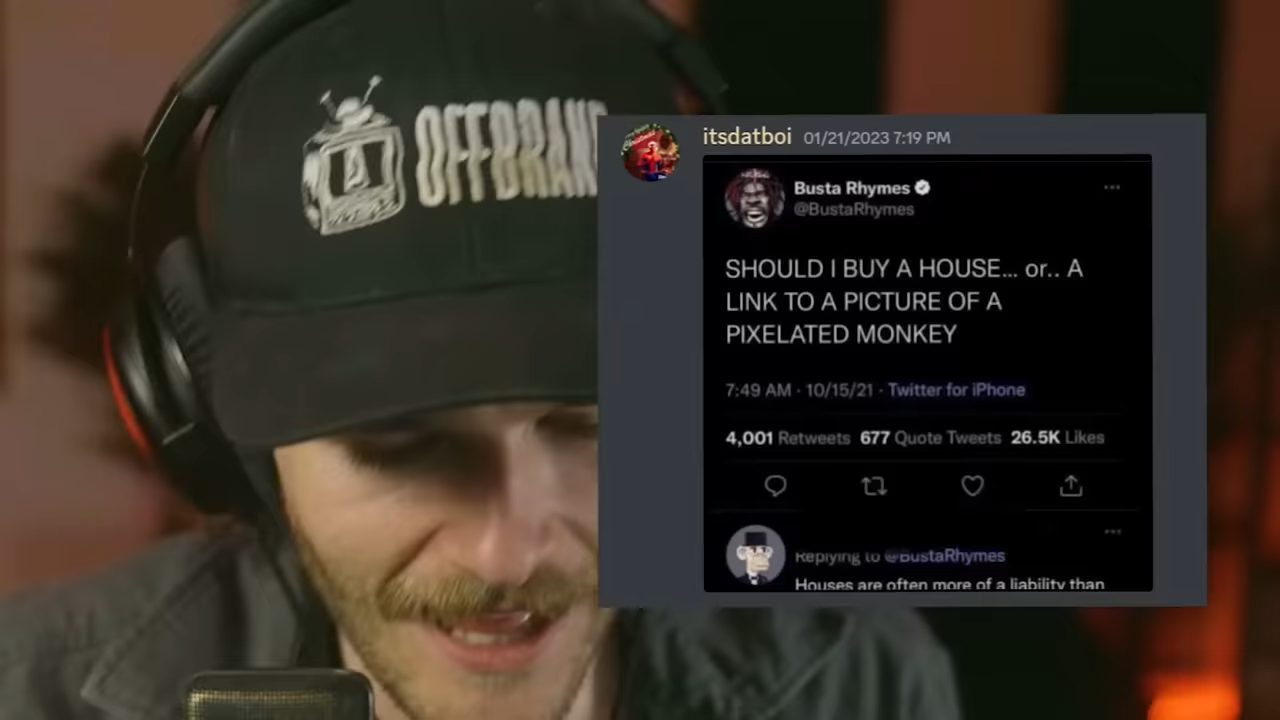 OFFBRAND
itsdatboi 01/21/2023 7:19 PM
Busta Rhymes
@BustaRhymes
SHOULD I BUY A HOUSE... or.. A
LINK TO A PICTURE OF A
PIXELATED MONKEY
7:49 AM · 10/15/21 · Twitter for iPhone
4,001 Retweets 677 Quote Tweets 26.5K Likes
Replying to @BustaRhymes
Houses are often more of a liability than